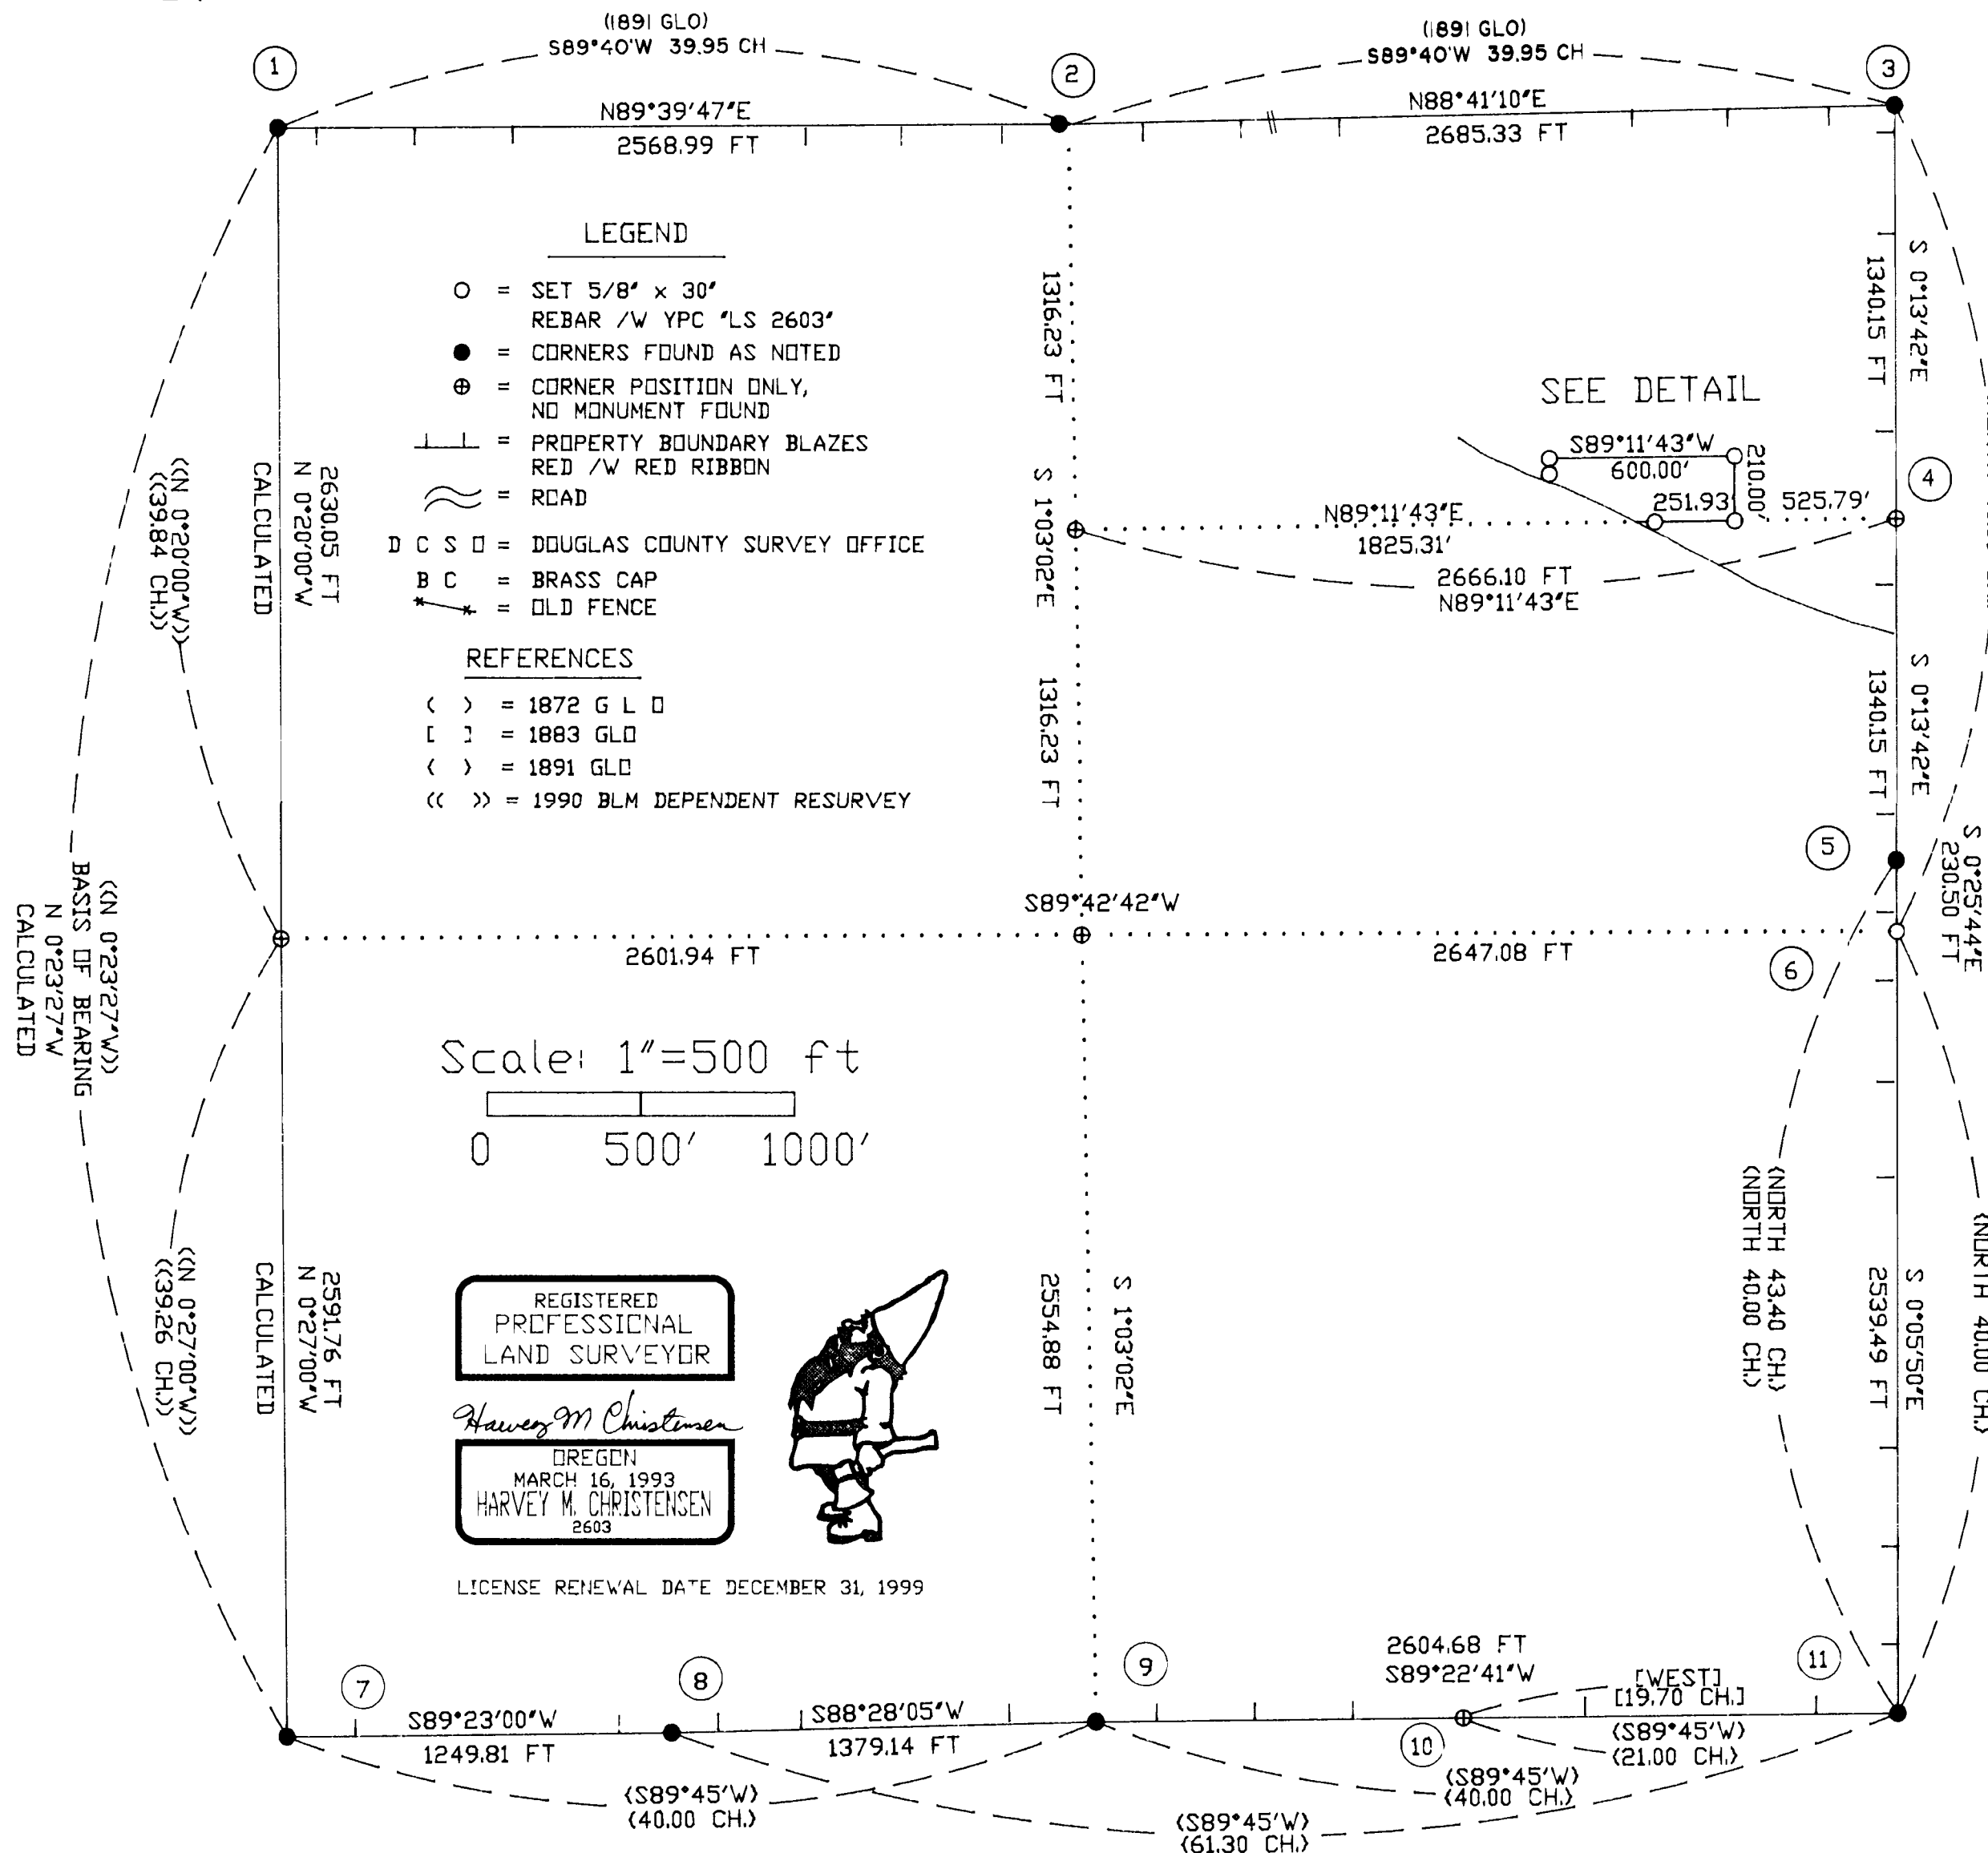 (1891 GLO)
S89°40'W 39.95 CH
(1891 GLO)
S89°40'W 39.95 CH
1
2
3
N89°39'47"E
2568.99 FT
N88°41'10"E
2685.33 FT
LEGEND
O = SET 5/8" x 30"
REBAR /W YPC "LS 2603"
● = CORNERS FOUND AS NOTED
⊕ = CORNER POSITION ONLY,
NO MONUMENT FOUND
= PROPERTY BOUNDARY BLAZES
RED /W RED RIBBON
= ROAD
D C S O = DOUGLAS COUNTY SURVEY OFFICE
B C = BRASS CAP
= OLD FENCE
REFERENCES
( ) = 1872 G L O
[ ] = 1883 GLO
< > = 1891 GLO
(( )) = 1990 BLM DEPENDENT RESURVEY
1316.23 FT
S 1°03'02"E
1316.23 FT
S 0°13'42"E
1340.15 FT
SEE DETAIL
S89°11'43"W
600.00'
210.00'
251.93'
525.79'
4
N89°11'43"E
1825.31'
2666.10 FT
N89°11'43"E
S 0°13'42"E
1340.15 FT
5
S 0°25'44"E
230.50 FT
6
2630.05 FT
N 0°20'00"W
CALCULATED
((N 0°20'00"W))
((39.84 CH.))
((N 0°23'27"W))
BASIS OF BEARING
N 0°23'27"W
CALCULATED
S89°42'42"W
2601.94 FT
2647.08 FT
Scale: 1"=500 ft
0 500' 1000'
2591.76 FT
N 0°27'00"W
CALCULATED
((N 0°27'00"W))
((39.26 CH.))
S 1°03'02"E
2554.88 FT
<NORTH 43.40 CH.>
(NORTH 40.00 CH.)
S 0°05'50"E
2539.49 FT
<NORTH 40.00 CH.>
REGISTERED
PROFESSIONAL
LAND SURVEYOR
Harvey M Christensen
OREGON
MARCH 16, 1993
HARVEY M. CHRISTENSEN
2603
LICENSE RENEWAL DATE DECEMBER 31, 1999
7
8
9
10
11
S89°23'00"W
1249.81 FT
S88°28'05"W
1379.14 FT
2604.68 FT
S89°22'41"W
[WEST]
[19.70 CH.]
(S89°45'W)
(21.00 CH.)
(S89°45'W)
(40.00 CH.)
(S89°45'W)
(40.00 CH.)
(S89°45'W)
(61.30 CH.)